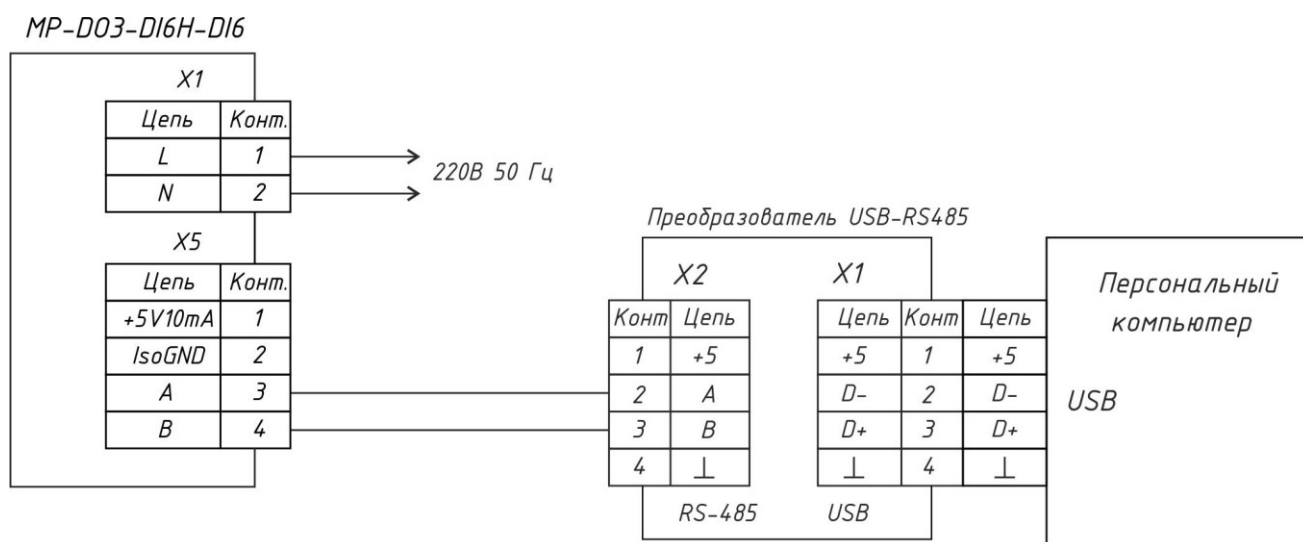 MP-DO3-DI6H-DI6
X1
Цепь Конт.
L 1
N 2
220В 50 Гц
X5
Цепь Конт.
+5V10mA 1
IsoGND 2
A 3
B 4
Преобразователь USB-RS485
X2 X1
Конт Цепь Цепь Конт Цепь
1 +5 +5 1 +5
2 A D- 2 D-
3 B D+ 3 D+
4 ⊥ ⊥ 4 ⊥
RS-485 USB
Персональный
компьютер
USB